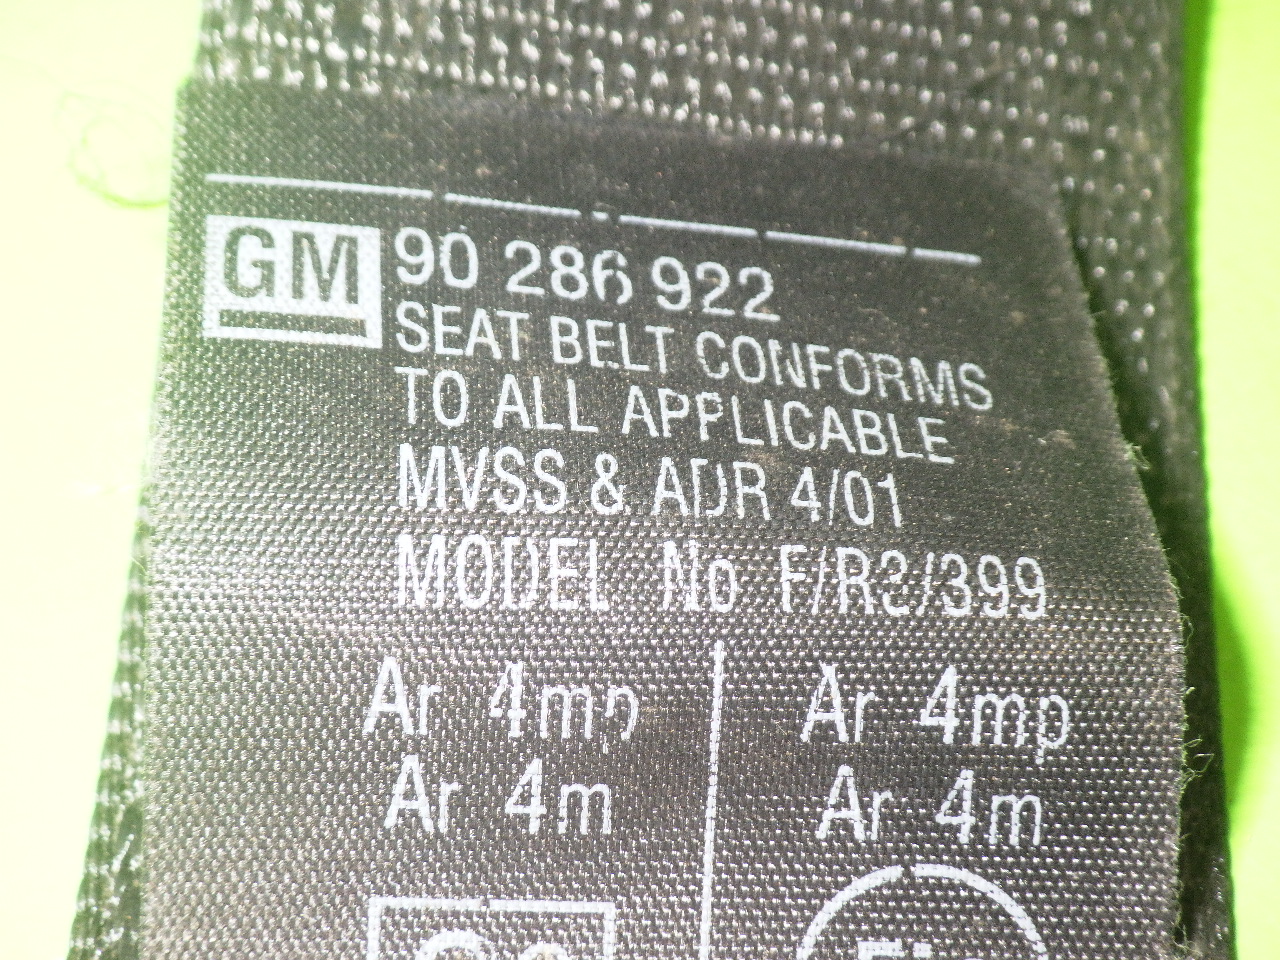 GM
90 286 922
SEAT BELT CONFORMS
TO ALL APPLICABLE
MVSS & ADR 4/01
MODEL No F/R3/399
Ar 4mp Ar 4mp
Ar 4m Ar 4m